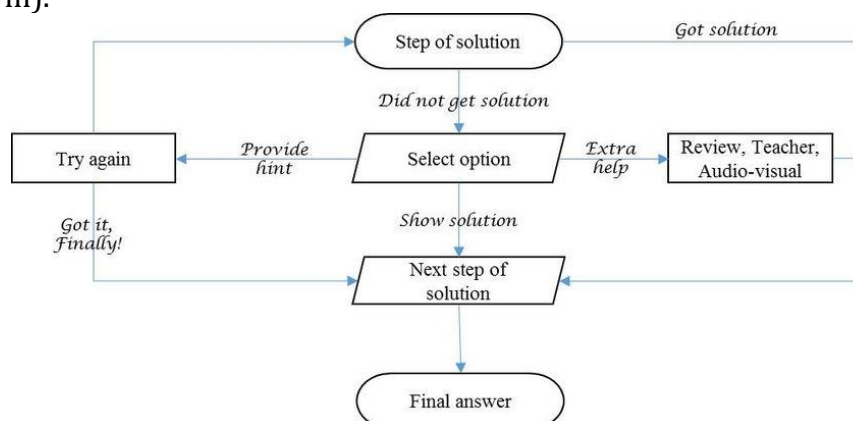 m).
Step of solution
Got solution
Did not get solution
Try again
Provide
hint
Select option
Extra
help
Review, Teacher,
Audio-visual
Got it,
Finally!
Show solution
Next step of
solution
Final answer